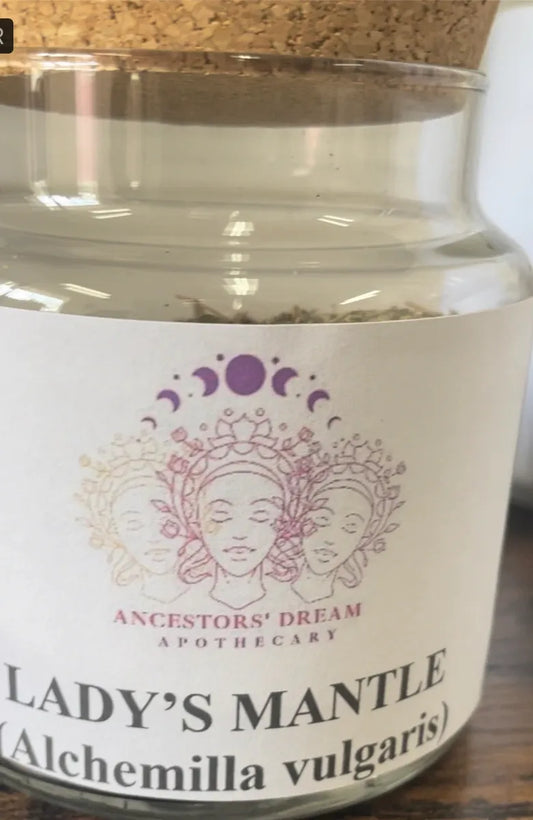 R
ANCESTORS' DREAM
APOTHECARY
LADY'S MANTLE
(Alchemilla vulgaris)